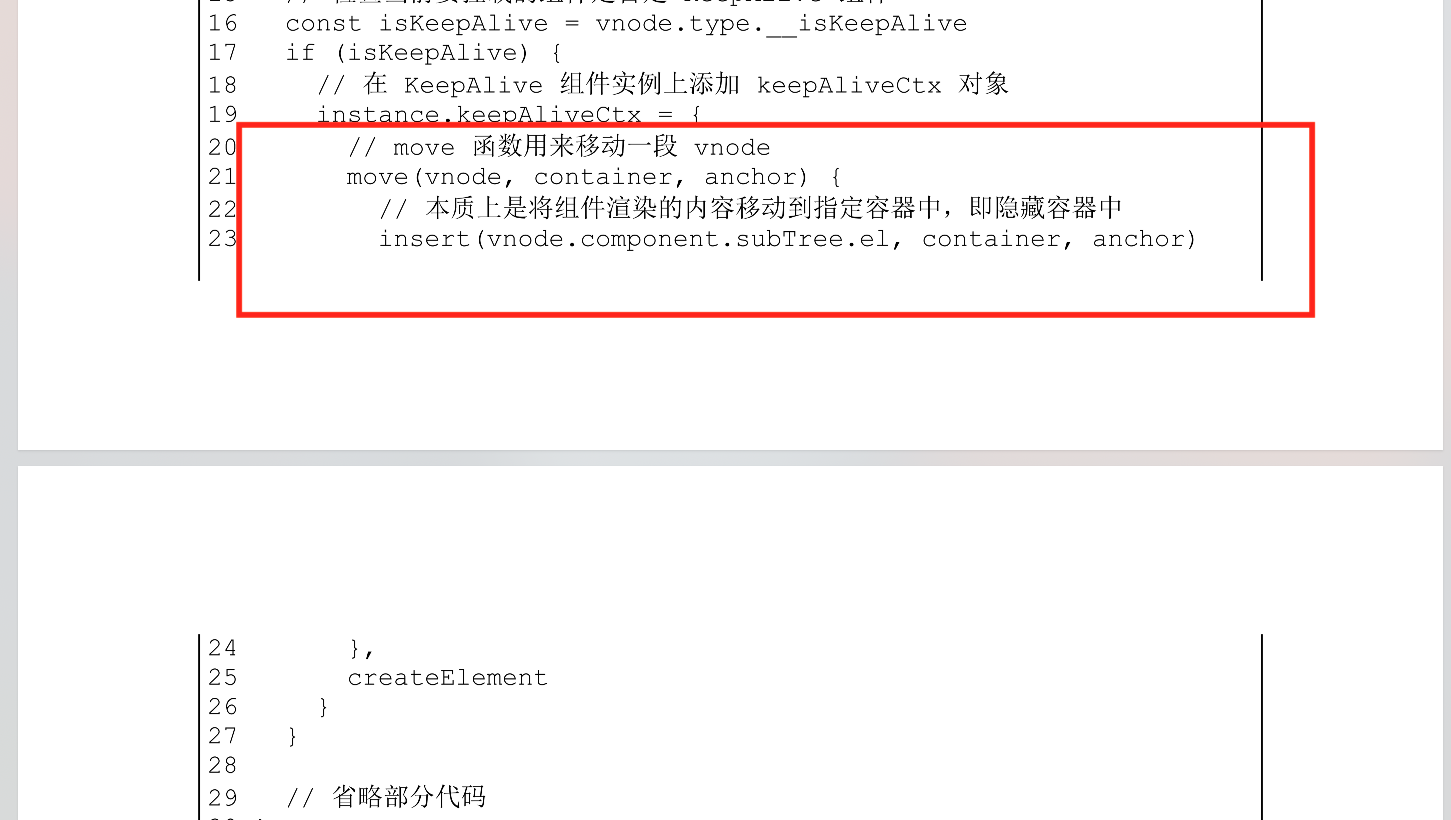 16 const isKeepAlive = vnode.type.__isKeepAlive
17 if (isKeepAlive) {
18 // 在 KeepAlive 组件实例上添加 keepAliveCtx 对象
19 instance.keepAliveCtx = {
20 // move 函数用来移动一段 vnode
21 move(vnode, container, anchor) {
22 // 本质上是将组件渲染的内容移动到指定容器中，即隐藏容器中
23 insert(vnode.component.subTree.el, container, anchor)
24 },
25 createElement
26 }
27 }
28
29 // 省略部分代码